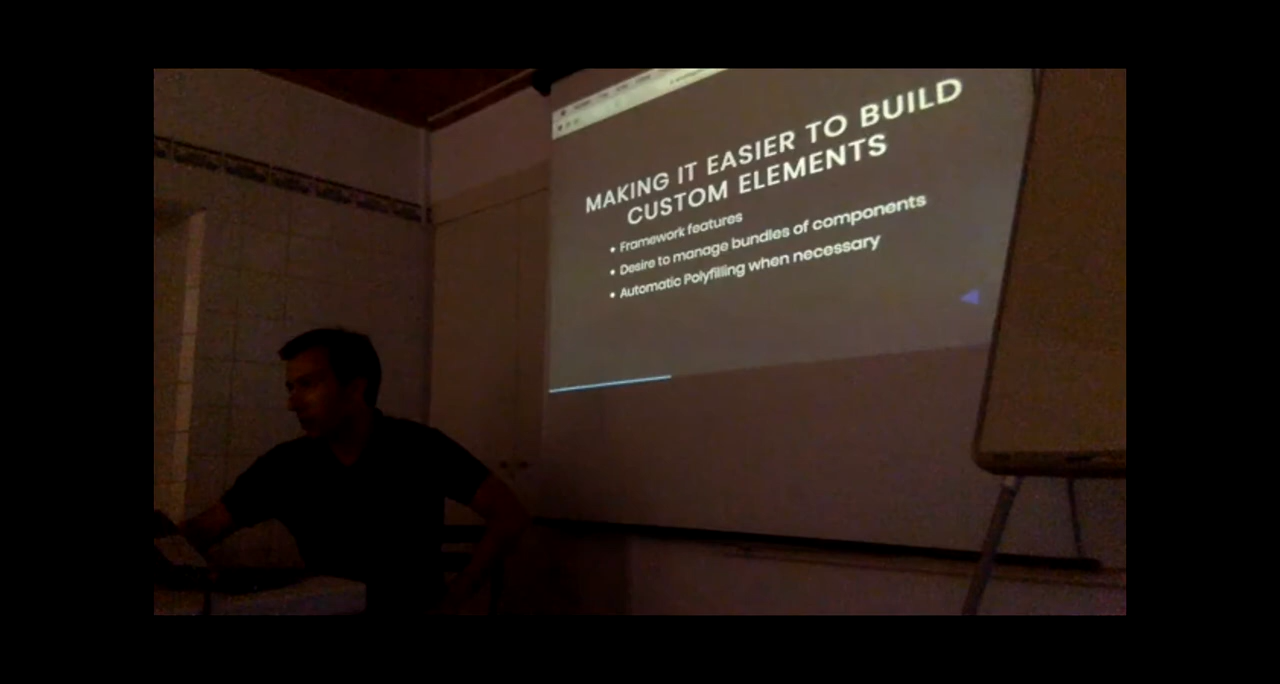 MAKING IT EASIER TO BUILD
CUSTOM ELEMENTS
• Framework features
• Desire to manage bundles of components
• Automatic Polyfilling when necessary